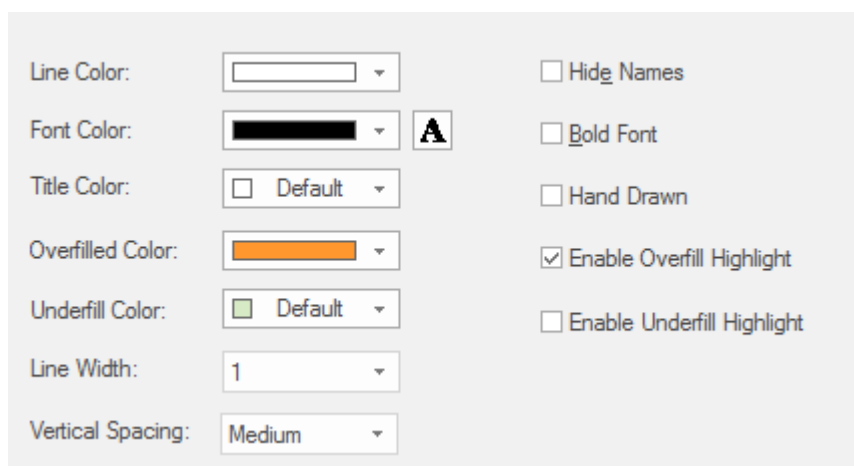 Line Color:
Hide Names
Font Color:
A
Bold Font
Title Color:
Default
Hand Drawn
Overfilled Color:
Enable Overfill Highlight
Underfill Color:
Default
Enable Underfill Highlight
Line Width:
1
Vertical Spacing:
Medium